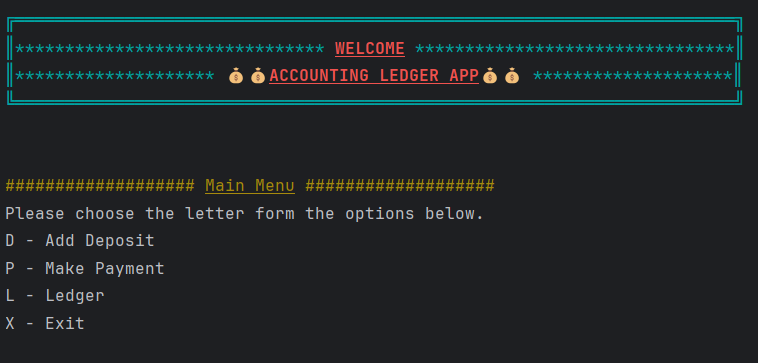 ******************************* WELCOME ********************************
******************** 💰💰ACCOUNTING LEDGER APP💰💰 ********************
################### Main Menu ###################
Please choose the letter form the options below.
D - Add Deposit
P - Make Payment
L - Ledger
X - Exit